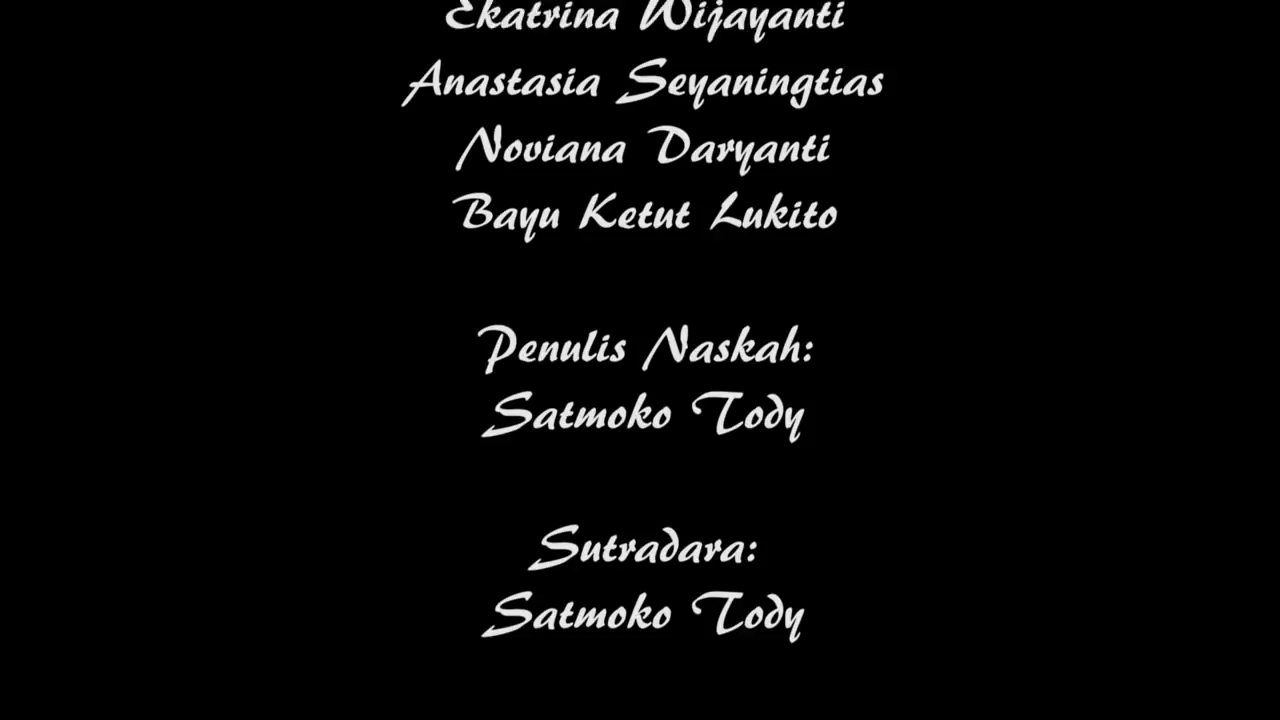 Ekatrina Wijayanti
Anastasia Seyaningtias
Noviana Daryanti
Bayu Ketut Lukito
Penulis Naskah:
Satmoko Tody
Sutradara:
Satmoko Tody